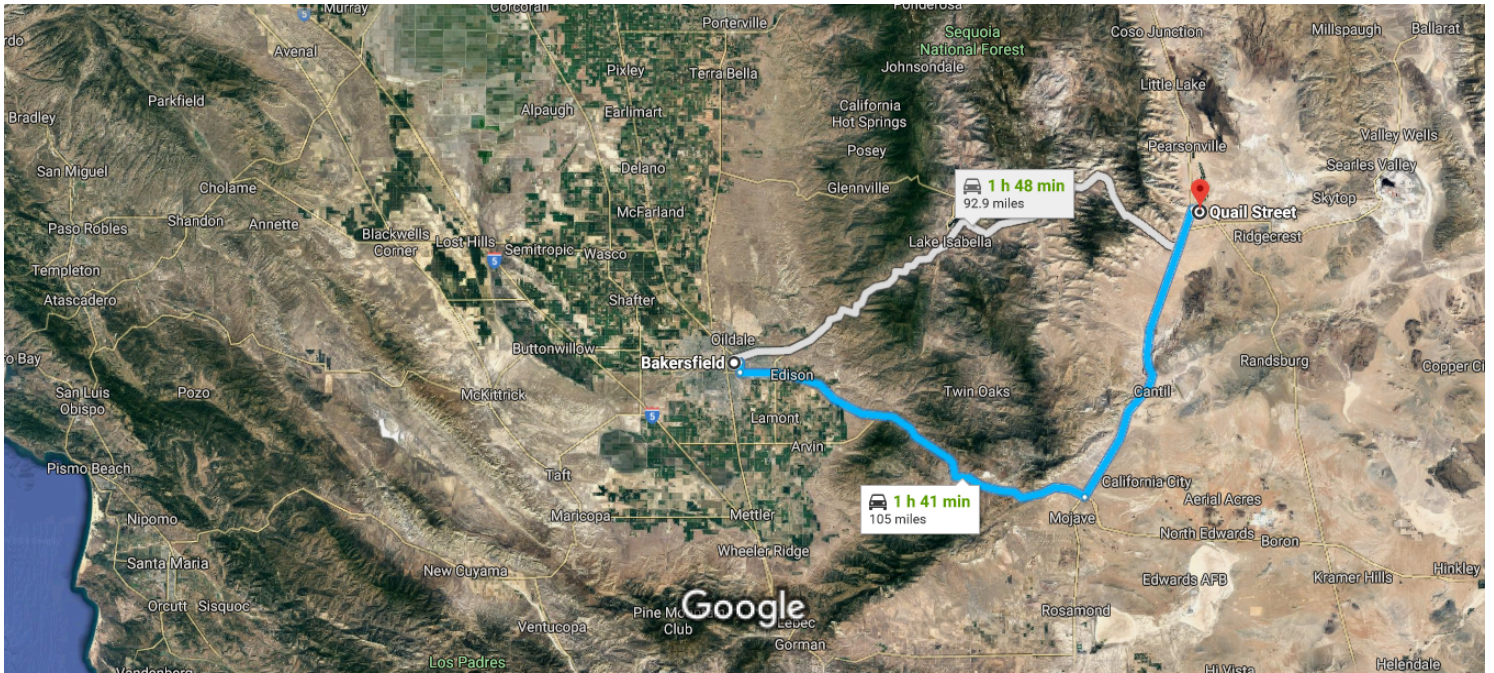 Murray
5
Corcoran
Porterville
Ponderosa
Sequoia
National Forest
Coso Junction
Millspaugh
Ballarat
Avenal
Pixley
Terra Bella
Johnsondale
Little Lake
Parkfield
Alpaugh
Earlimart
California
Hot Springs
Bradley
Valley Wells
San Miguel
Delano
Posey
Pearsonville
Searles Valley
Cholame
Glennville
1 h 48 min
92.9 miles
Skytop
Shandon
Annette
McFarland
Quail Street
Paso Robles
Blackwells
Corner
Lost Hills
Semitropic
Wasco
Lake Isabella
Ridgecrest
5
Templeton
Atascadero
Shafter
Oildale
Buttonwillow
Bakersfield
Edison
Randsburg
San Luis
Obispo
Pozo
McKittrick
Twin Oaks
Cantil
5
Lamont
Arvin
Pismo Beach
Taft
1 h 41 min
105 miles
California City
Aerial Acres
Nipomo
Maricopa
Mettler
Mojave
North Edwards
Boron
Wheeler Ridge
Santa Maria
New Cuyama
Edwards AFB
Kramer Hills
Hinkley
Orcutt
Sisquoc
Google
Club
Lebec
Rosamond
Ventucopa
Gorman
Los Padres
Hi Vista
Helendale
Vandenberg